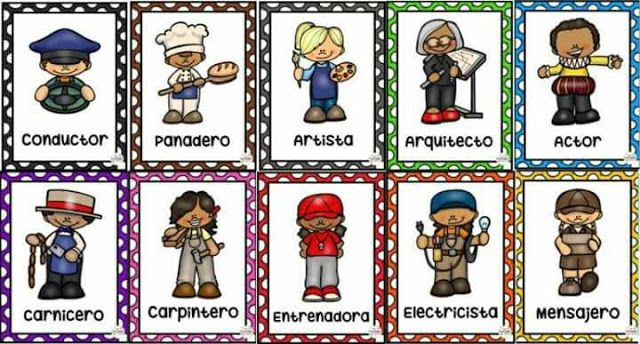 Conductor
Panadero
Artista
Arquitecto
Actor
Carnicero
Carpintero
Entrenadora
Electricista
Mensajero